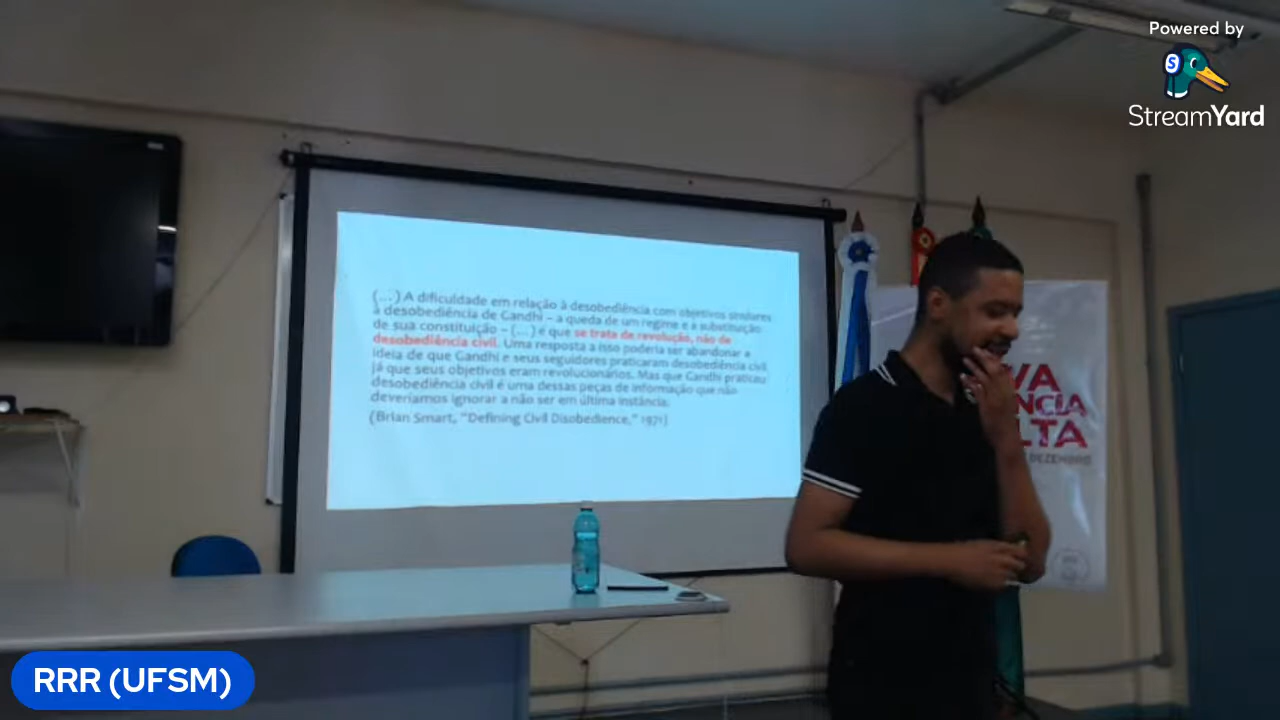 Powered by
StreamYard
(...) A dificuldade em relação à desobediência com objetivos similares
à desobediência de Gandhi – a queda de um regime e a substituição
de sua constituição – (...) é que se trata de revolução, não de
desobediência civil. Uma resposta a isso poderia ser abandonar a
ideia de que Gandhi e seus seguidores praticaram desobediência civil
já que seus objetivos eram revolucionários. Mas que Gandhi praticou
desobediência civil é uma dessas peças de informação que não
deveríamos ignorar a não ser em última instância.
(Brian Smart, "Defining Civil Disobedience," 1971)
VA
NCIA
LTA
DEZEMBRO
RRR (UFSM)